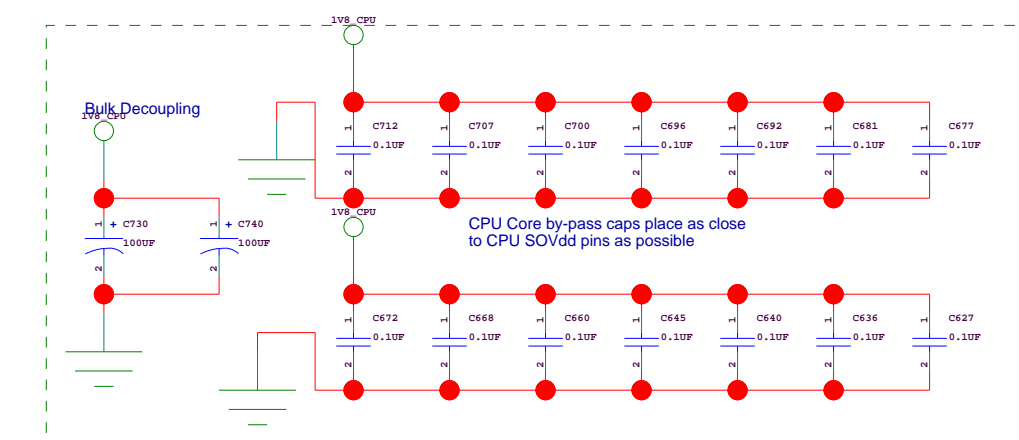 1V8_CPU
Bulk Decoupling
1V8_CPU
1 C712 1 C707 1 C700 1 C696 1 C692 1 C681 1 C677
0.1UF 0.1UF 0.1UF 0.1UF 0.1UF 0.1UF 0.1UF
2 2 2 2 2 2 2
1V8_CPU
1 + C730 1 + C740
100UF 100UF
2 2
CPU Core by-pass caps place as close
to CPU SOVdd pins as possible
1 C672 1 C668 1 C660 1 C645 1 C640 1 C636 1 C627
0.1UF 0.1UF 0.1UF 0.1UF 0.1UF 0.1UF 0.1UF
2 2 2 2 2 2 2